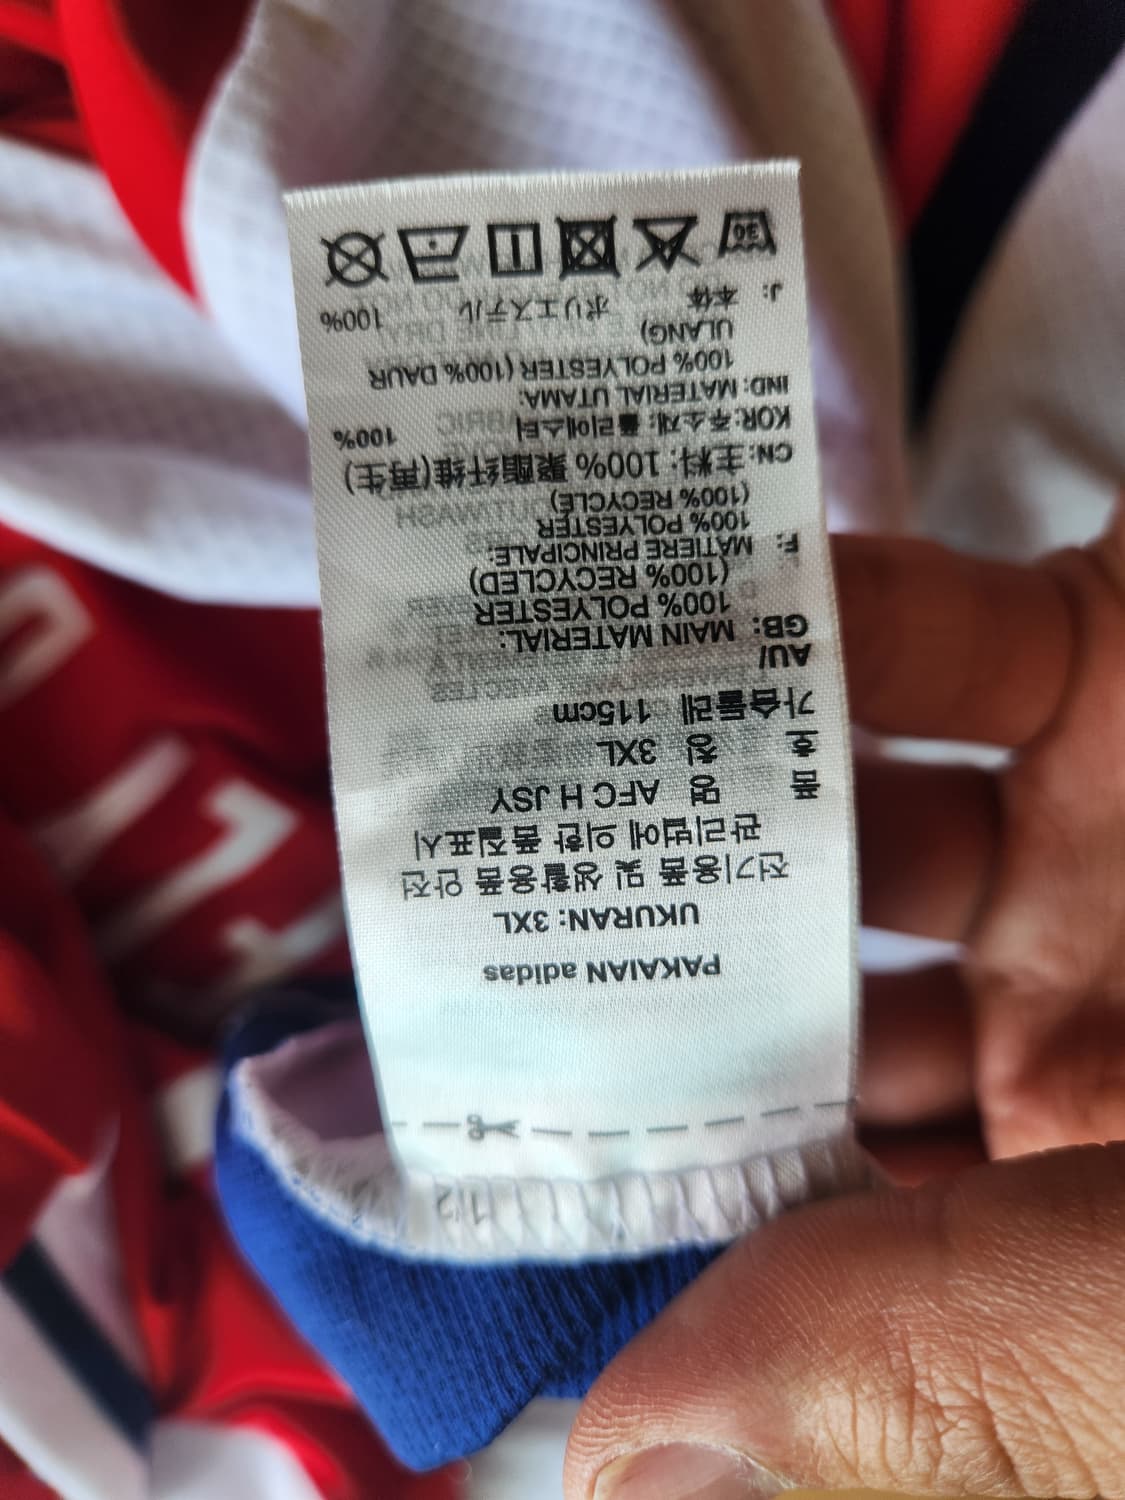 1/2
PAKAIAN adidas
UKURAN: 3XL
전기용품 및 생활용품 안전
관리법에 의한 품질표시
품 명 AFC H JSY
호 칭 3XL
가슴둘레 115cm
AU/
GB: MAIN MATERIAL:
100% POLYESTER
(100% RECYCLED)
F: MATIERE PRINCIPALE:
100% POLYESTER
(100% RECYCLÉ)
CN: 主料: 100% 聚酯纤维(再生)
KOR:주소재: 폴리에스터 100%
IND: MATERIAL UTAMA:
100% POLYESTER (100% DAUR
ULANG)
J: 本体 ポリエステル 100%
30